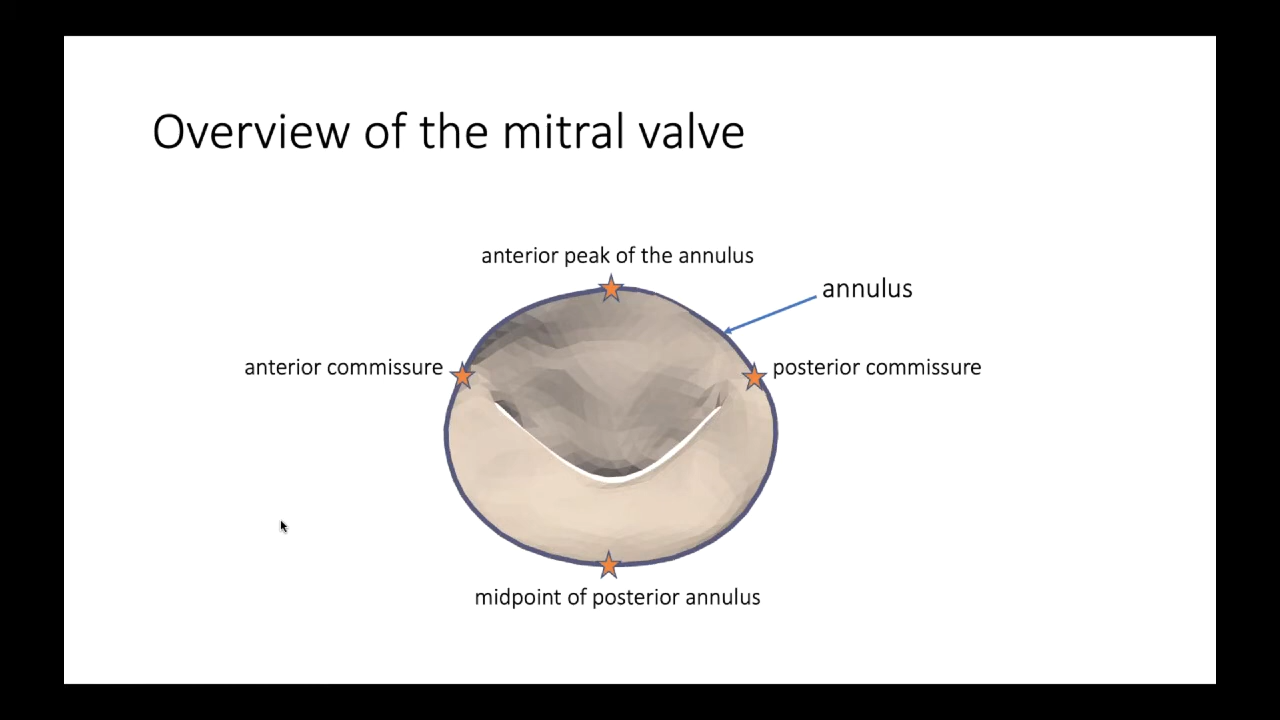 Overview of the mitral valve
anterior peak of the annulus
annulus
anterior commissure
posterior commissure
midpoint of posterior annulus